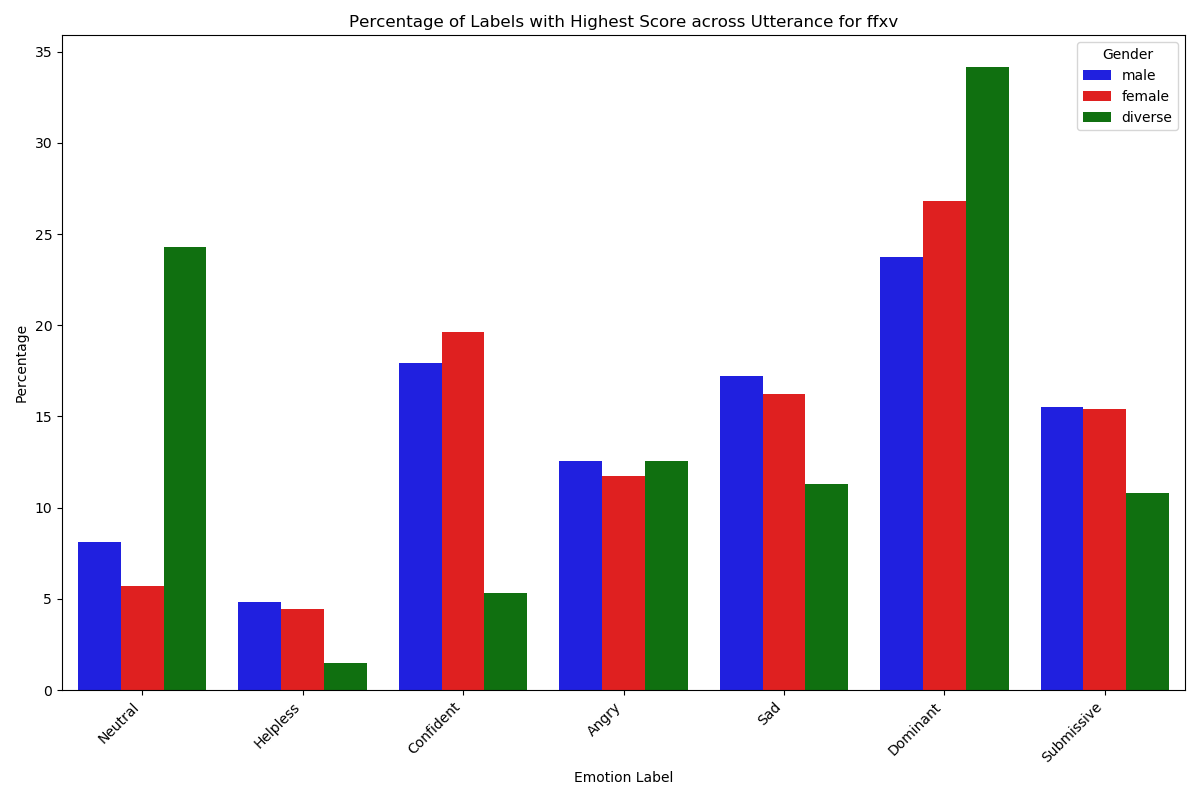 Percentage of Labels with Highest Score across Utterance for ffxv
Gender
male
female
diverse
Percentage
35
30
25
20
15
10
5
0
Neutral
Helpless
Confident
Angry
Sad
Dominant
Submissive
Emotion Label